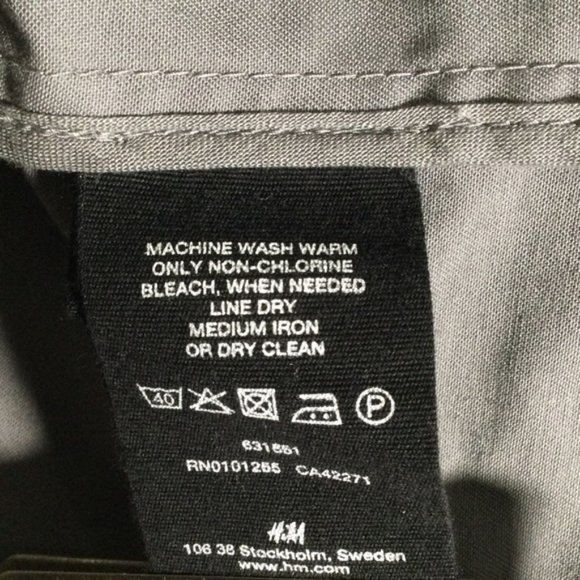 MACHINE WASH WARM
ONLY NON-CHLORINE
BLEACH, WHEN NEEDED
LINE DRY
MEDIUM IRON
OR DRY CLEAN
40 P
631551
RN0101255 CA42271
H&M
106 38 Stockholm, Sweden
www.hm.com